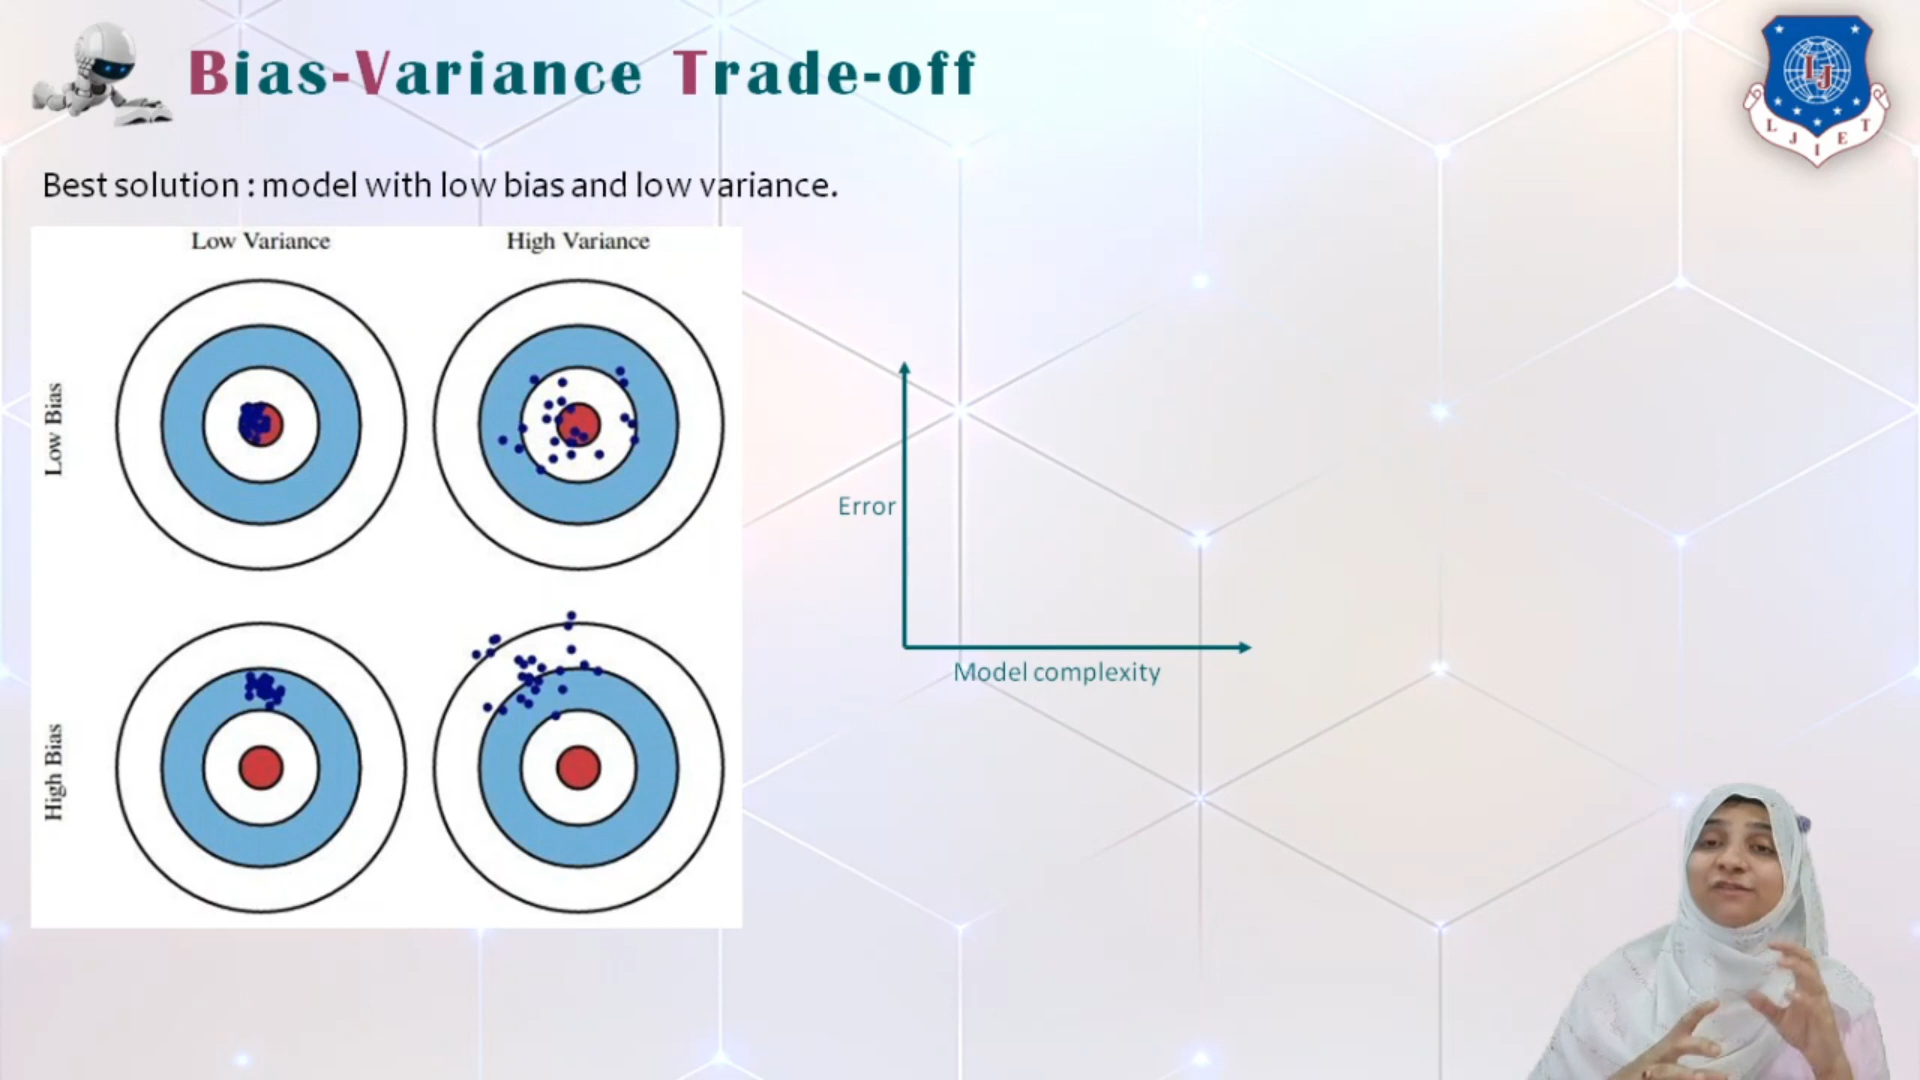 Bias-Variance Trade-off
Best solution : model with low bias and low variance.
Low Variance
High Variance
Low Bias
High Bias
Error
Model complexity
LJ
L J I E T